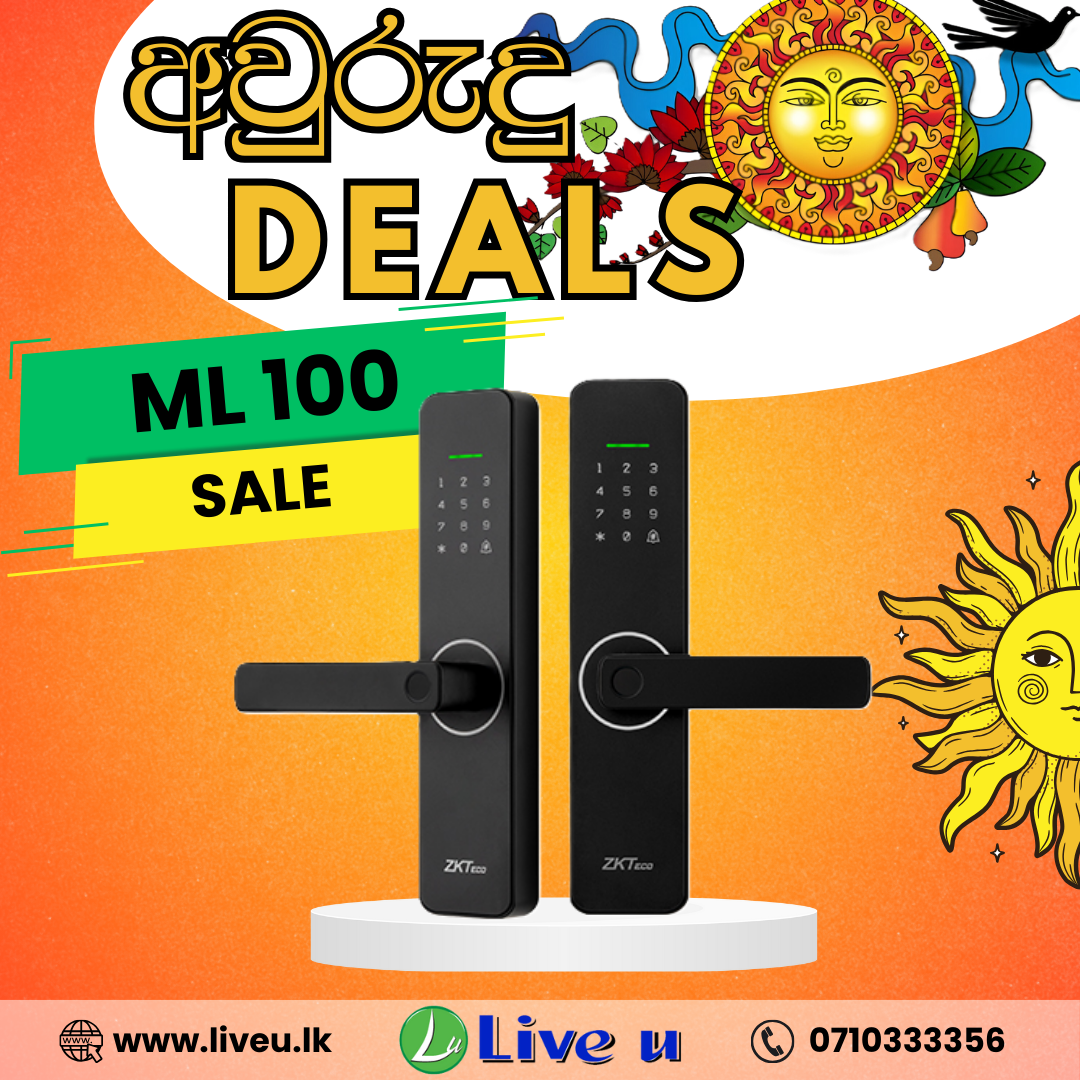 අවුරුදු
DEALS
ML 100
SALE
1 2 3
4 5 6
7 8 9
* 0
1 2 3
4 5 6
7 8 9
* 0
ZKTECO
ZKTECO
www.liveu.lk
Lu Live u
0710333356